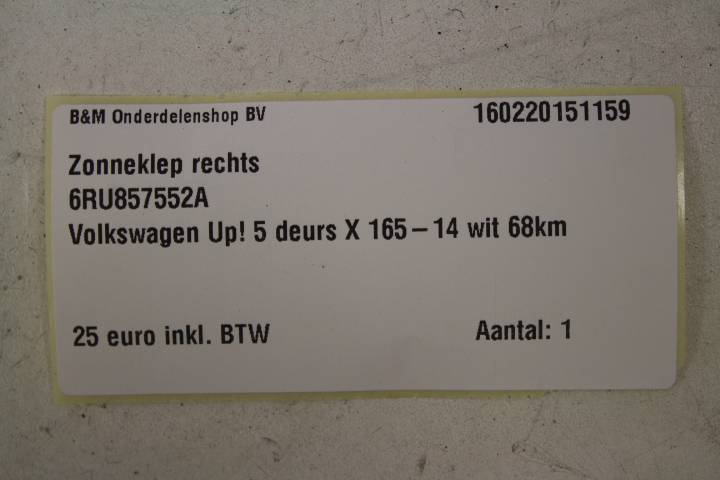 B&M Onderdelenshop BV 160220151159
Zonneklep rechts
6RU857552A
Volkswagen Up! 5 deurs X 165-14 wit 68km
25 euro inkl. BTW Aantal: 1